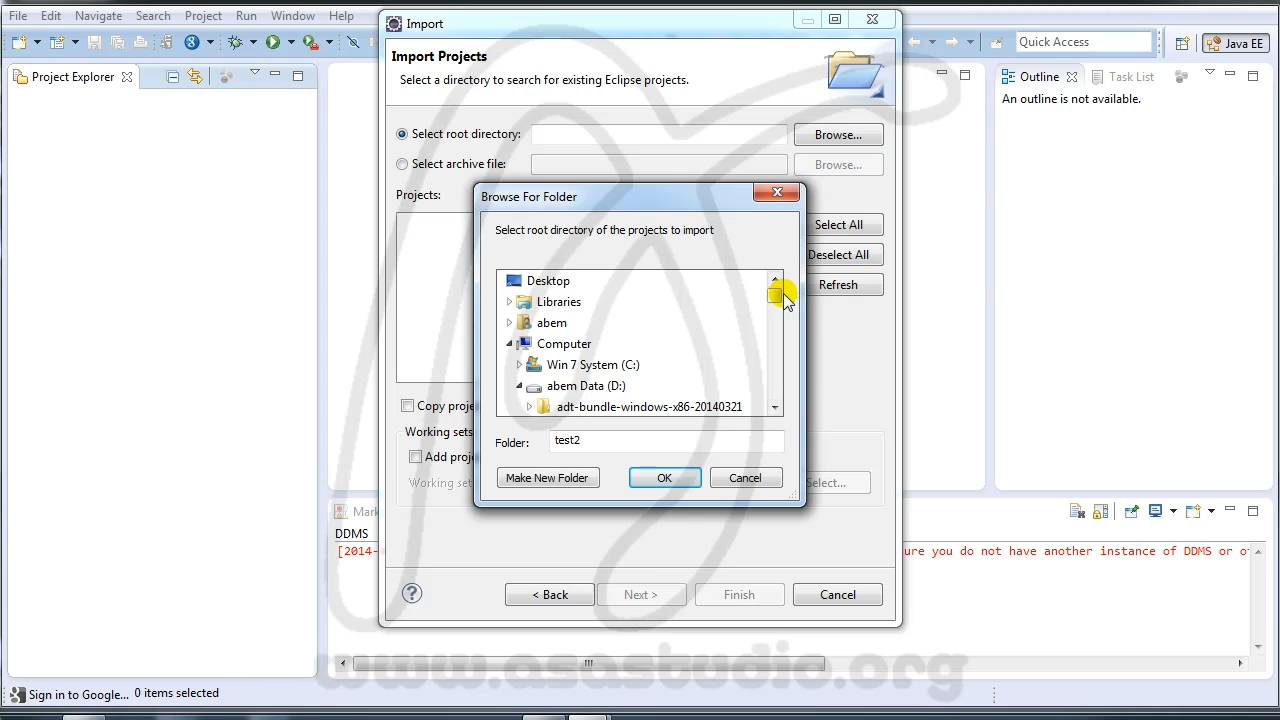 File Edit Navigate Search Project Run Window Help
Import
Quick Access
Java EE
Import Projects
Select a directory to search for existing Eclipse projects.
Project Explorer
Outline
Task List
An outline is not available.
Select root directory:
Browse...
Select archive file:
Browse...
Projects:
Select All
Deselect All
Refresh
Browse For Folder
Select root directory of the projects to import
Desktop
Libraries
abem
Computer
Win 7 System (C:)
abem Data (D:)
adt-bundle-windows-x86-20140321
Folder:
test2
Make New Folder
OK
Cancel
Copy proje
Working sets
Add proje
Working set
elect...
Mark
DDMS
[2014-
ure you do not have another instance of DDMS or o
< Back
Next >
Finish
Cancel
www.asastudio.org
Sign in to Google...
0 items selected